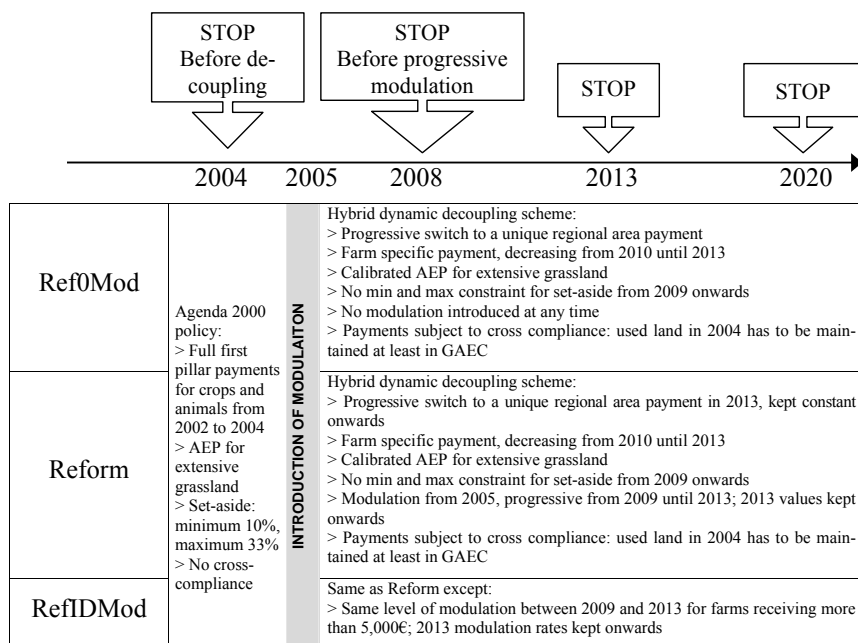 STOP
Before de-
coupling
STOP
Before progressive
modulation
STOP
STOP
2004 2005 2008 2013 2020
Ref0Mod
Agenda 2000
policy:
> Full first
pillar payments
for crops and
animals from
2002 to 2004
> AEP for
extensive
grassland
> Set-aside:
minimum 10%,
maximum 33%
> No cross-
compliance
INTRODUCTION OF MODULAITON
Hybrid dynamic decoupling scheme:
> Progressive switch to a unique regional area payment
> Farm specific payment, decreasing from 2010 until 2013
> Calibrated AEP for extensive grassland
> No min and max constraint for set-aside from 2009 onwards
> No modulation introduced at any time
> Payments subject to cross compliance: used land in 2004 has to be main-
tained at least in GAEC
Reform
Hybrid dynamic decoupling scheme:
> Progressive switch to a unique regional area payment in 2013, kept constant
onwards
> Farm specific payment, decreasing from 2010 until 2013
> Calibrated AEP for extensive grassland
> No min and max constraint for set-aside from 2009 onwards
> Modulation from 2005, progressive from 2009 until 2013; 2013 values kept
onwards
> Payments subject to cross compliance: used land in 2004 has to be main-
tained at least in GAEC
RefIDMod
Same as Reform except:
> Same level of modulation between 2009 and 2013 for farms receiving more
than 5,000€; 2013 modulation rates kept onwards